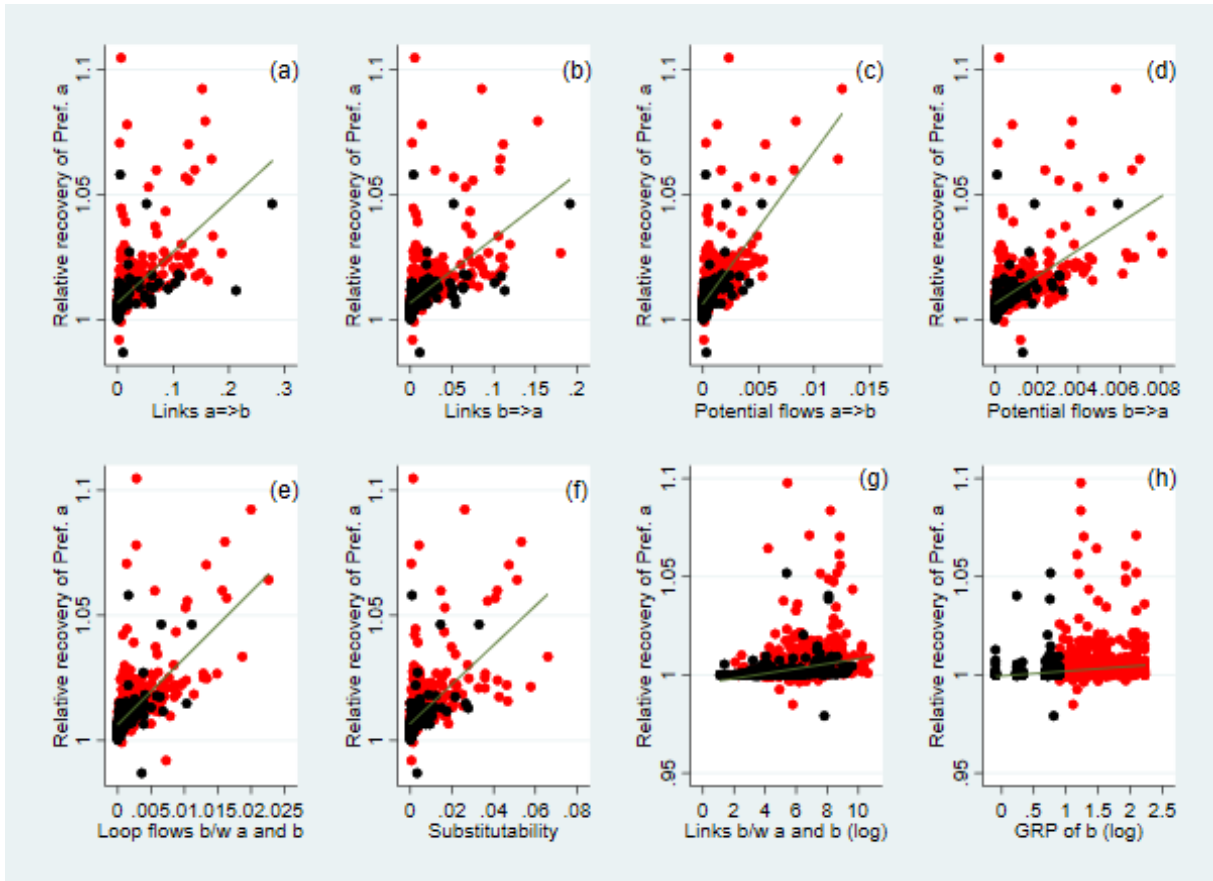 (a)
Relative recovery of Pref. a
1.1
1.05
1
0 .1 .2 .3
Links a=>b
(b)
Relative recovery of Pref. a
1.1
1.05
1
0 .05 .1 .15 .2
Links b=>a
(c)
Relative recovery of Pref. a
1.1
1.05
1
0 .005 .01 .015
Potential flows a=>b
(d)
Relative recovery of Pref. a
1.1
1.05
1
0 .002 .004 .006 .008
Potential flows b=>a
(e)
Relative recovery of Pref. a
1.1
1.05
1
0 .005 .01 .015 .02 .025
Loop flows b/w a and b
(f)
Relative recovery of Pref. a
1.1
1.05
1
0 .02 .04 .06 .08
Substitutability
(g)
Relative recovery of Pref. a
1.1
1.05
1
.95
0 2 4 6 8 10
Links b/w a and b (log)
(h)
Relative recovery of Pref. a
1.1
1.05
1
.95
0 .5 1 1.5 2 2.5
GRP of b (log)